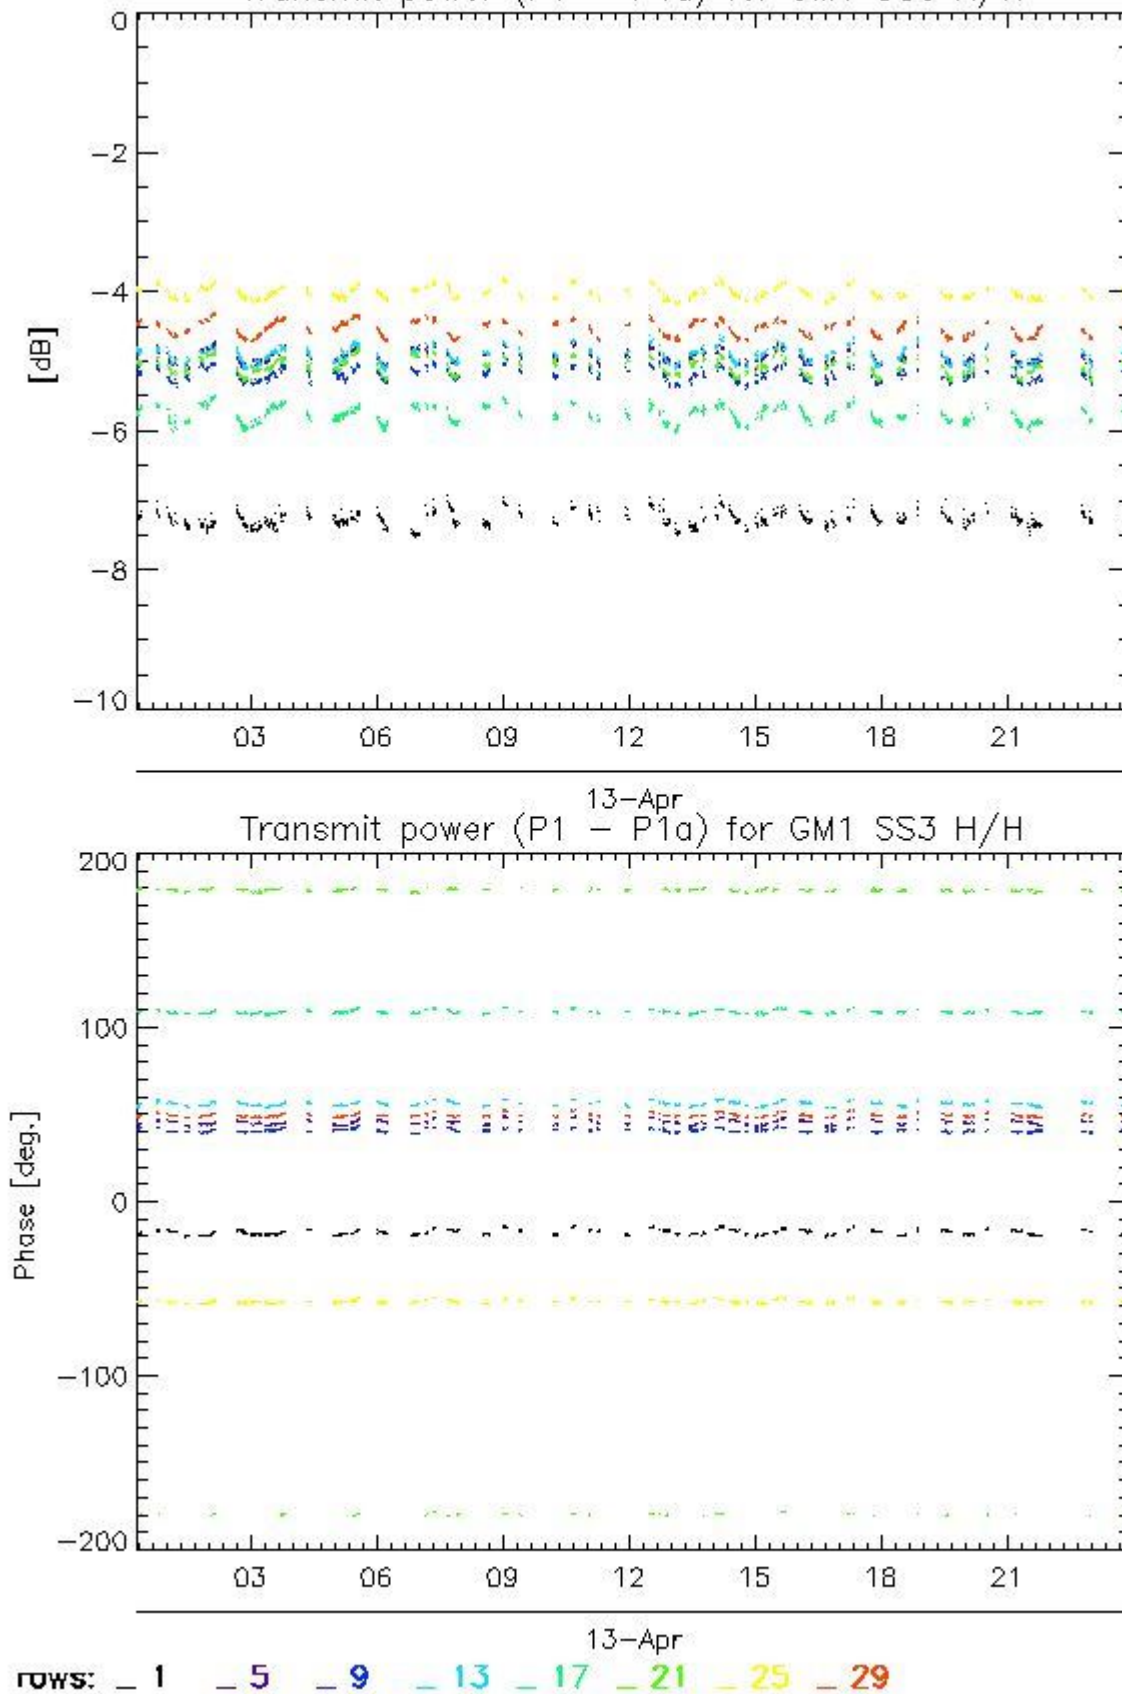 0
−2
−4
−6
−8
−10
[dB]
03 06 09 12 15 18 21
13−Apr
Transmit power (P1 − P1a) for GM1 SS3 H/H
200
100
0
−100
−200
Phase [deg.]
03 06 09 12 15 18 21
13−Apr
rows: _ 1 _ 5 _ 9 _ 13 _ 17 _ 21 _ 25 _ 29